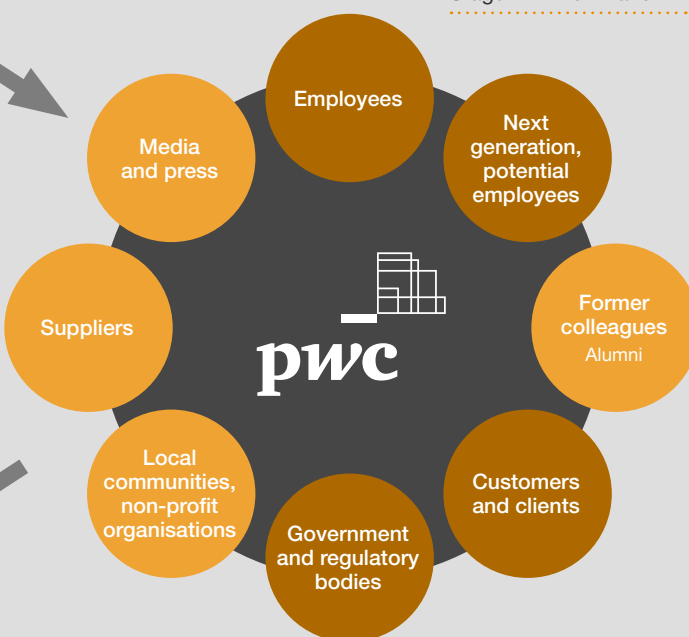 Employees
Next
generation,
potential
employees
Former
colleagues
Alumni
Customers
and clients
Government
and regulatory
bodies
Local
communities,
non-profit
organisations
Suppliers
Media
and press
pwc